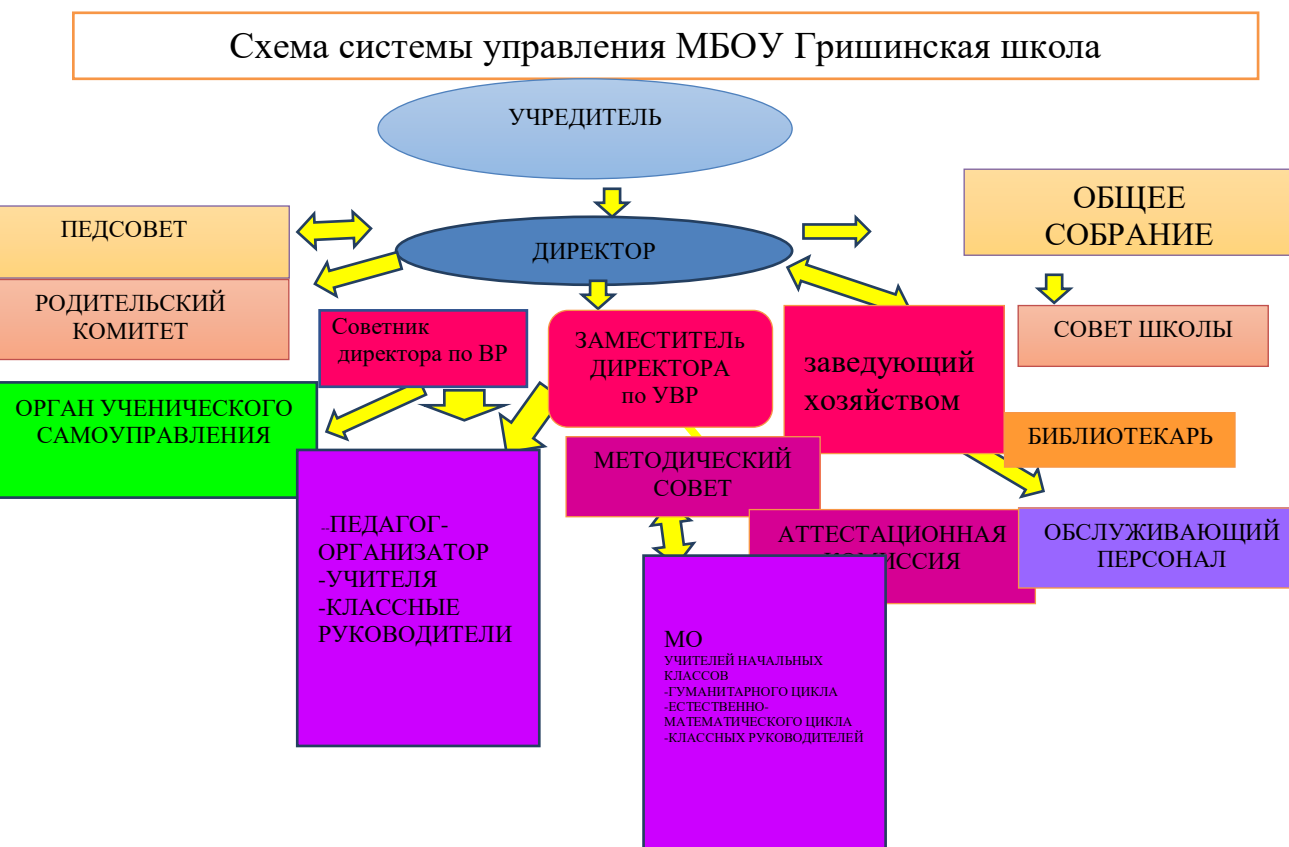 Схема системы управления МБОУ Гришинская школа
УЧРЕДИТЕЛЬ
ПЕДСОВЕТ
ДИРЕКТОР
ОБЩЕЕ
СОБРАНИЕ
РОДИТЕЛЬСКИЙ
КОМИТЕТ
Советник
директора по ВР
ЗАМЕСТИТЕЛь
ДИРЕКТОРА
по УВР
заведующий
хозяйством
СОВЕТ ШКОЛЫ
ОРГАН УЧЕНИЧЕСКОГО
САМОУПРАВЛЕНИЯ
БИБЛИОТЕКАРЬ
МЕТОДИЧЕСКИЙ
СОВЕТ
-ПЕДАГОГ-
ОРГАНИЗАТОР
-УЧИТЕЛЯ
-КЛАССНЫЕ
РУКОВОДИТЕЛИ
АТТЕСТАЦИОННАЯ
ОБСЛУЖИВАЮЩИЙ
ПЕРСОНАЛ
МО
УЧИТЕЛЕЙ НАЧАЛЬНЫХ
КЛАССОВ
-ГУМАНИТАРНОГО ЦИКЛА
-ЕСТЕСТВЕННО-
МАТЕМАТИЧЕСКОГО ЦИКЛА
-КЛАССНЫХ РУКОВОДИТЕЛЕЙ